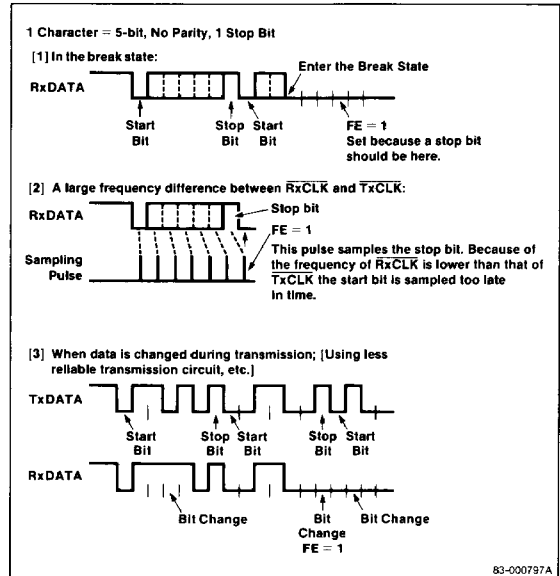 1 Character = 5-bit, No Parity, 1 Stop Bit
[1] In the break state:
Enter the Break State
RxDATA
Start Bit
Stop Bit
Start Bit
FE = 1
Set because a stop bit
should be here.
[2] A large frequency difference between RxCLK and TxCLK:
RxDATA
Stop bit
FE = 1
Sampling Pulse
This pulse samples the stop bit. Because of
the frequency of RxCLK is lower than that of
TxCLK the start bit is sampled too late
in time.
[3] When data is changed during transmission; [Using less
reliable transmission circuit, etc.]
TxDATA
Start Bit
Stop Bit
Start Bit
Stop Bit
Start Bit
RxDATA
Bit Change
Bit Change
FE = 1
Bit Change
83-000797A